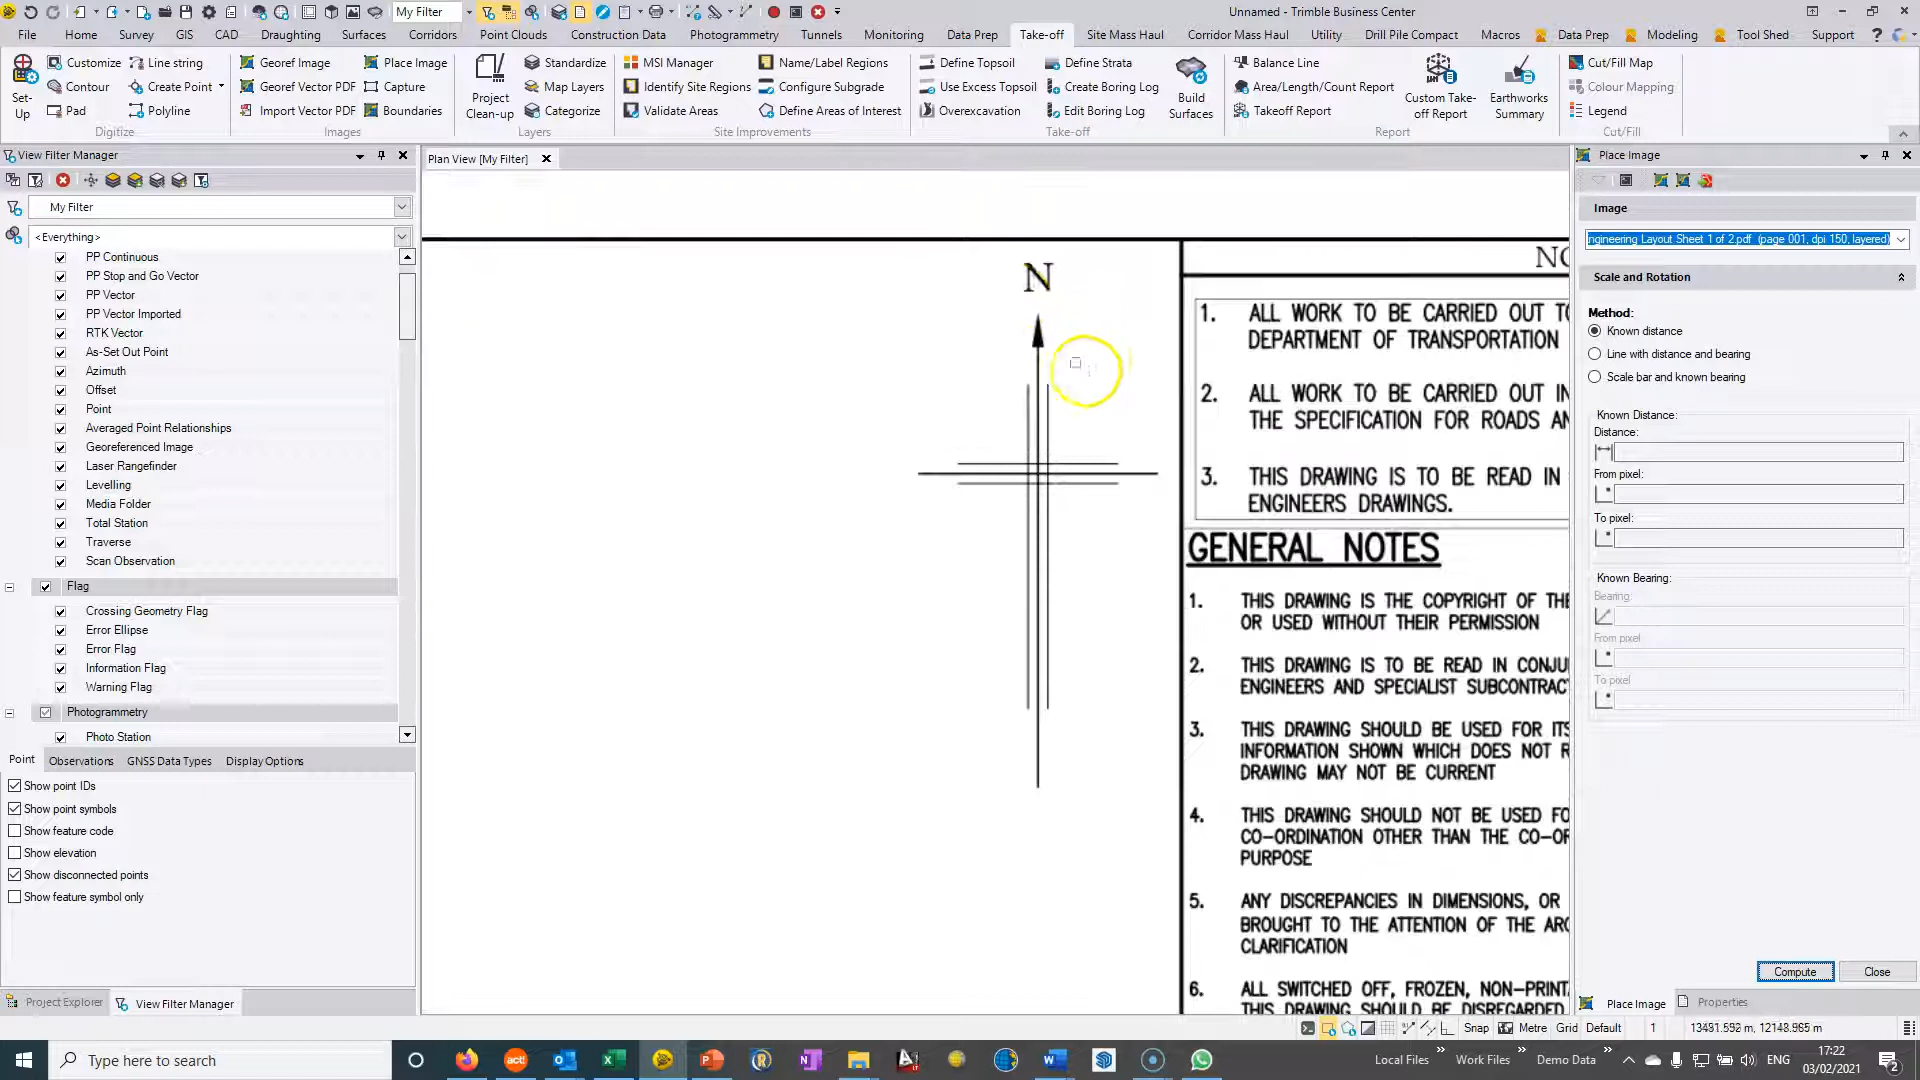 My Filter
Unnamed - Trimble Business Center
File Home Survey GIS CAD Draughting Surfaces Corridors Point Clouds Construction Data Photogrammetry Tunnels Monitoring Data Prep Take-off Site Mass Haul Corridor Mass Haul Utility Drill Pile Compact Macros Data Prep Modeling Tool Shed Support
Set-Up
Customize Line string
Contour Create Point
Pad Polyline
Digitize
Georef Image Place Image
Georef Vector PDF Capture
Import Vector PDF Boundaries
Images
Project Clean-up
Standardize
Map Layers
Categorize
Layers
MSI Manager Name/Label Regions
Identify Site Regions Configure Subgrade
Validate Areas Define Areas of Interest
Site Improvements
Define Topsoil Define Strata
Use Excess Topsoil Create Boring Log
Overexcavation Edit Boring Log
Build Surfaces
Take-off
Balance Line
Area/Length/Count Report
Takeoff Report
Custom Take-off Report
Earthworks Summary
Report
Cut/Fill Map
Colour Mapping
Legend
Cut/Fill
View Filter Manager
My Filter
<Everything>
PP Continuous
PP Stop and Go Vector
PP Vector
PP Vector Imported
RTK Vector
As-Set Out Point
Azimuth
Offset
Point
Averaged Point Relationships
Georeferenced Image
Laser Rangefinder
Levelling
Media Folder
Total Station
Traverse
Scan Observation
Flag
Crossing Geometry Flag
Error Ellipse
Error Flag
Information Flag
Warning Flag
Photogrammetry
Photo Station
Point Observations GNSS Data Types Display Options
Show point IDs
Show point symbols
Show feature code
Show elevation
Show disconnected points
Show feature symbol only
Project Explorer View Filter Manager
Plan View [My Filter]
N
NO
1. ALL WORK TO BE CARRIED OUT TO
DEPARTMENT OF TRANSPORTATION
2. ALL WORK TO BE CARRIED OUT IN
THE SPECIFICATION FOR ROADS AN
3. THIS DRAWING IS TO BE READ IN
ENGINEERS DRAWINGS.
GENERAL NOTES
1. THIS DRAWING IS THE COPYRIGHT OF THE
OR USED WITHOUT THEIR PERMISSION
2. THIS DRAWING IS TO BE READ IN CONJU
ENGINEERS AND SPECIALIST SUBCONTRAC
3. THIS DRAWING SHOULD BE USED FOR ITS
INFORMATION SHOWN WHICH DOES NOT R
DRAWING MAY NOT BE CURRENT
4. THIS DRAWING SHOULD NOT BE USED FO
CO-ORDINATION OTHER THAN THE CO-OR
PURPOSE
5. ANY DISCREPANCIES IN DIMENSIONS, OR
BROUGHT TO THE ATTENTION OF THE ARC
CLARIFICATION
6. ALL SWITCHED OFF, FROZEN, NON-PRINT
THIS DRAWING SHOULD BE DISREGARDED
Place Image
Image
ngineering Layout Sheet 1 of 2.pdf (page 001, dpi 150, layered)
Scale and Rotation
Method:
Known distance
Line with distance and bearing
Scale bar and known bearing
Known Distance:
Distance:
From pixel:
To pixel:
Known Bearing:
Bearing:
From pixel
To pixel
Compute Close
Place Image Properties
Snap Metre Grid Default 1 13431.592 m, 12148.965 m
Type here to search
Local Files Work Files Demo Data ENG
17:22
03/02/2021
2